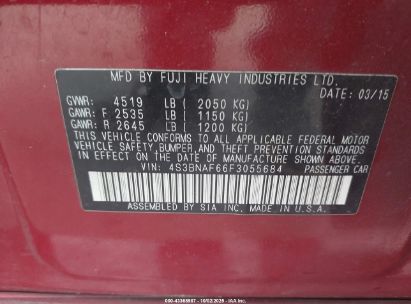 MFD BY FUJI HEAVY INDUSTRIES LTD.
DATE: 03/15
GVWR: 4519 LB ( 2050 KG)
GAWR: F 2535 LB ( 1150 KG)
GAWR: R 2645 LB ( 1200 KG)
THIS VEHICLE CONFORMS TO ALL APPLICABLE FEDERAL MOTOR
VEHICLE SAFETY, BUMPER, AND THEFT PREVENTION STANDARDS
IN EFFECT ON THE DATE OF MANUFACTURE SHOWN ABOVE.
VIN: 4S3BNAF66F3055684 PASSENGER CAR
ASSEMBLED BY SIA INC. MADE IN U.S.A.